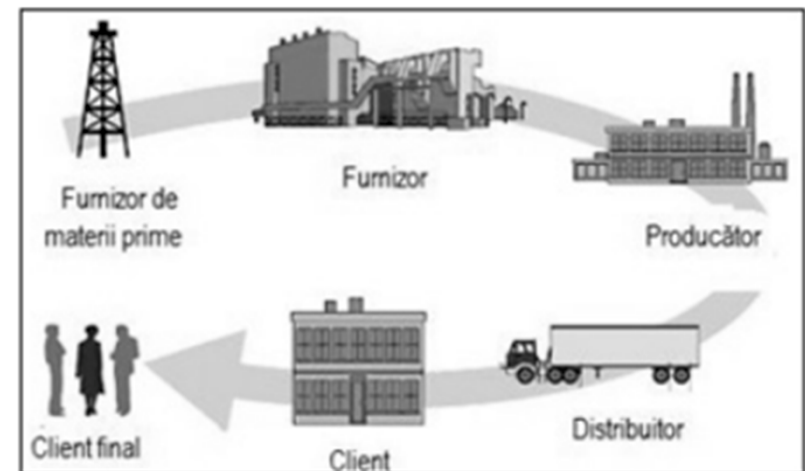 Furnizor de
materii prime
Furnizor
Producător
Distribuitor
Client
Client final